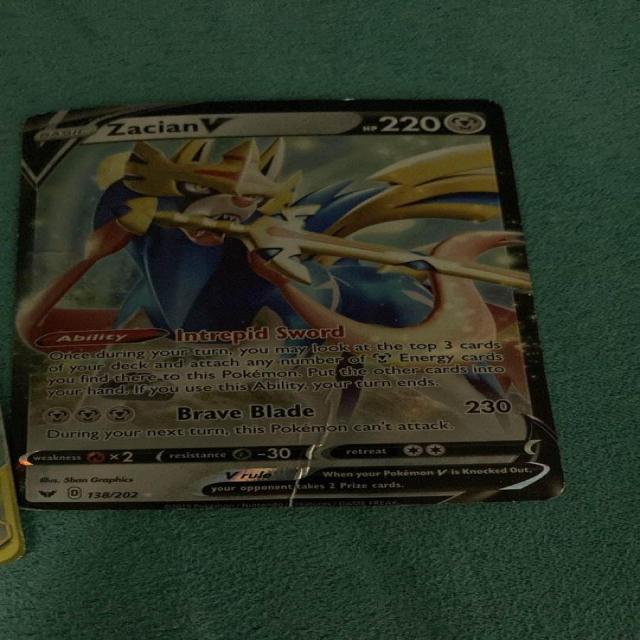 BASIC Zacian V HP 220
Ability Intrepid Sword
Once during your turn, you may look at the top 3 cards
of your deck and attach any number of Energy cards
you find there to this Pokémon. Put the other cards into
your hand. If you use this Ability, your turn ends.
Brave Blade 230
During your next turn, this Pokémon can't attack.
weakness ×2 resistance -30 retreat
Illus. 5ban Graphics V rule When your Pokémon V is Knocked Out,
D 138/202 your opponent takes 2 Prize cards.